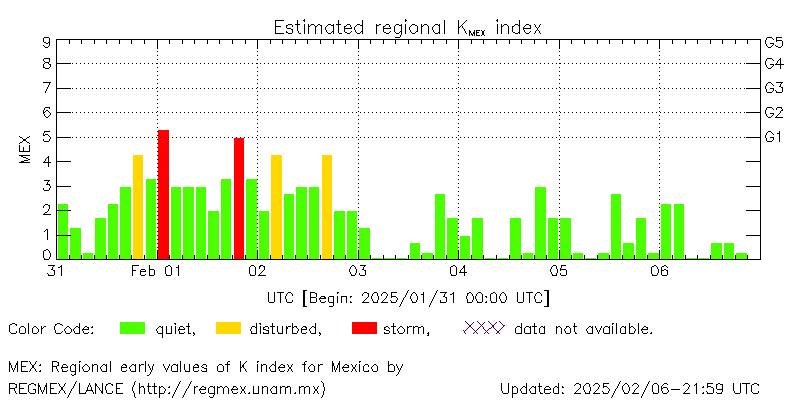 Estimated regional KMEX index
9 G5
8 G4
7 G3
6 G2
5 G1
4
3
2
1
0
MEX
31 Feb 01 02 03 04 05 06
UTC [Begin: 2025/01/31 00:00 UTC]
Color Code: quiet, disturbed, storm, data not available.
MEX: Regional early values of K index for Mexico by
REGMEX/LANCE (http://regmex.unam.mx) Updated: 2025/02/06-21:59 UTC